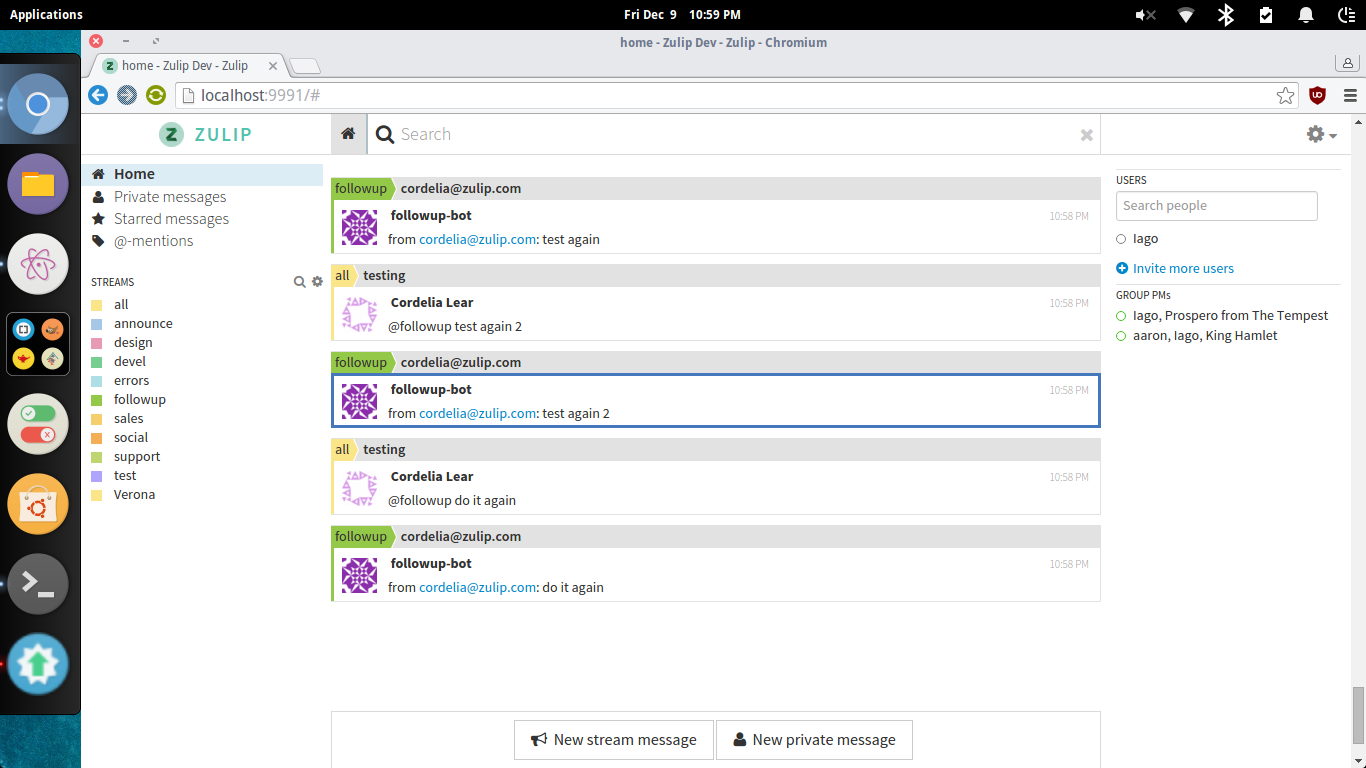 Applications
Fri Dec 9 10:59 PM
home - Zulip Dev - Zulip - Chromium
home - Zulip Dev - Zulip
localhost:9991/#
ZULIP
Search
Home
Private messages
Starred messages
@-mentions
STREAMS
all
announce
design
devel
errors
followup
sales
social
support
test
Verona
followup cordelia@zulip.com
followup-bot 10:58 PM
from cordelia@zulip.com: test again
all testing
Cordelia Lear 10:58 PM
@followup test again 2
followup cordelia@zulip.com
followup-bot 10:58 PM
from cordelia@zulip.com: test again 2
all testing
Cordelia Lear 10:58 PM
@followup do it again
followup cordelia@zulip.com
followup-bot 10:58 PM
from cordelia@zulip.com: do it again
New stream message
New private message
USERS
Search people
Iago
Invite more users
GROUP PMs
Iago, Prospero from The Tempest
aaron, Iago, King Hamlet